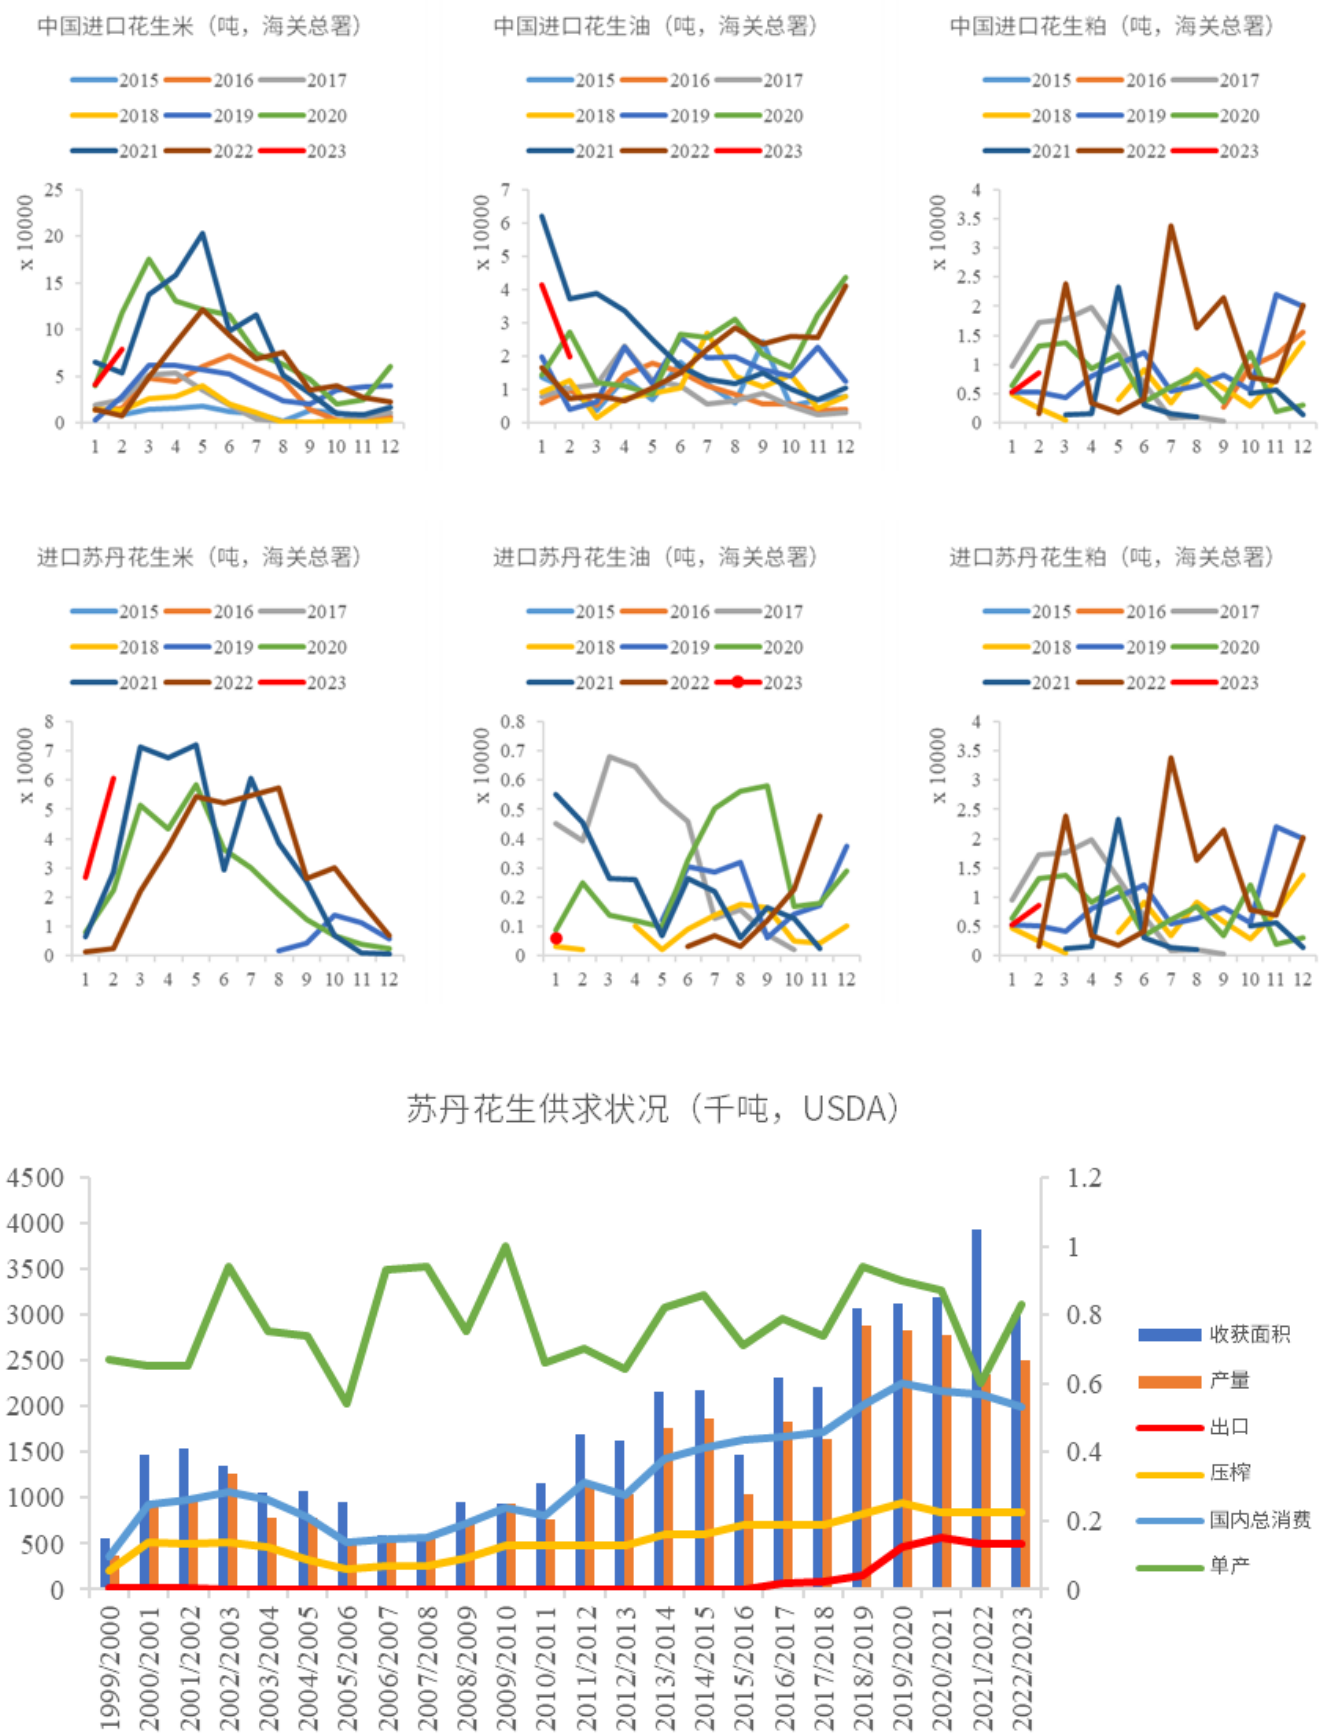 中国进口花生米（吨，海关总署）
2015 2016 2017
2018 2019 2020
2021 2022 2023
x 10000
25
20
15
10
5
0
1 2 3 4 5 6 7 8 9 10 11 12
中国进口花生油（吨，海关总署）
2015 2016 2017
2018 2019 2020
2021 2022 2023
x 10000
7
6
5
4
3
2
1
0
1 2 3 4 5 6 7 8 9 10 11 12
中国进口花生粕（吨，海关总署）
2015 2016 2017
2018 2019 2020
2021 2022 2023
x 10000
4
3.5
3
2.5
2
1.5
1
0.5
0
1 2 3 4 5 6 7 8 9 10 11 12
进口苏丹花生米（吨，海关总署）
2015 2016 2017
2018 2019 2020
2021 2022 2023
x 10000
8
7
6
5
4
3
2
1
0
1 2 3 4 5 6 7 8 9 10 11 12
进口苏丹花生油（吨，海关总署）
2015 2016 2017
2018 2019 2020
2021 2022 2023
x 10000
0.8
0.7
0.6
0.5
0.4
0.3
0.2
0.1
0
1 2 3 4 5 6 7 8 9 10 11 12
进口苏丹花生粕（吨，海关总署）
2015 2016 2017
2018 2019 2020
2021 2022 2023
x 10000
4
3.5
3
2.5
2
1.5
1
0.5
0
1 2 3 4 5 6 7 8 9 10 11 12
苏丹花生供求状况（千吨，USDA）
4500
4000
3500
3000
2500
2000
1500
1000
500
0
1.2
1
0.8
0.6
0.4
0.2
0
收获面积
产量
出口
压榨
国内总消费
单产
1999/2000
2000/2001
2001/2002
2002/2003
2003/2004
2004/2005
2005/2006
2006/2007
2007/2008
2008/2009
2009/2010
2010/2011
2011/2012
2012/2013
2013/2014
2014/2015
2015/2016
2016/2017
2017/2018
2018/2019
2019/2020
2020/2021
2021/2022
2022/2023